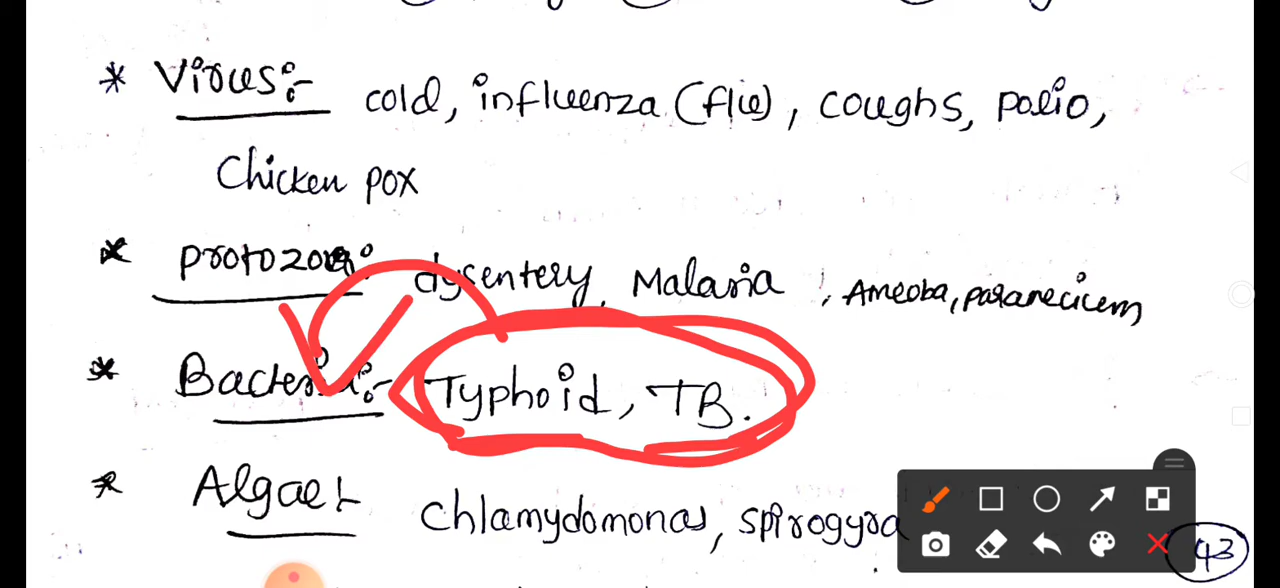 * Virus:- cold, influenza (flu), coughs, polio,
Chicken pox
* protozoa: dysentery, Malaria, Ameoba, paramecium,
* Bacteria:- Typhoid, TB.
* Algae:- Chlamydomonas, spirogyra
43